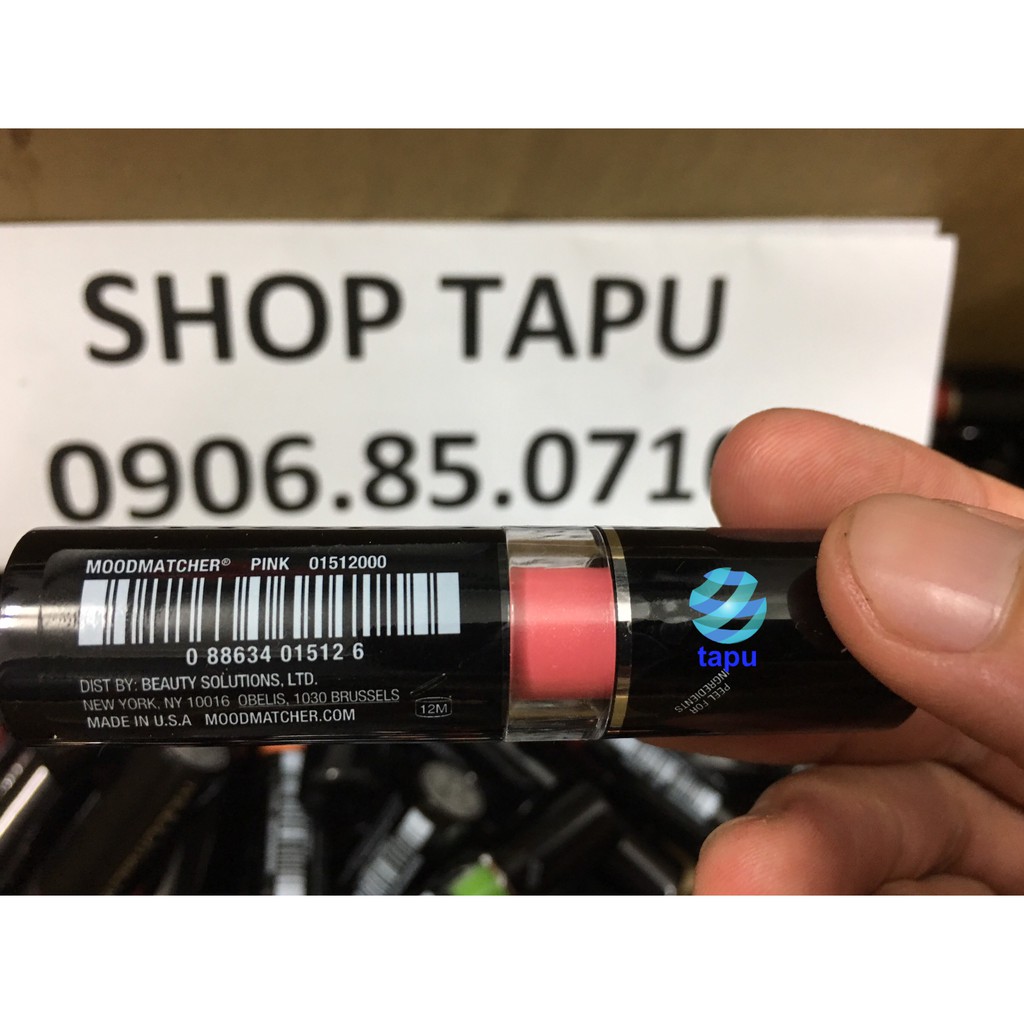 SHOP TAPU
0906.85.071
MOODMATCHER® PINK 01512000
0 88634 01512 6
DIST BY: BEAUTY SOLUTIONS, LTD.
NEW YORK, NY 10016 OBELIS, 1030 BRUSSELS
MADE IN U.S.A MOODMATCHER.COM
12M
tapu
PEEL FOR
INGREDIENTS